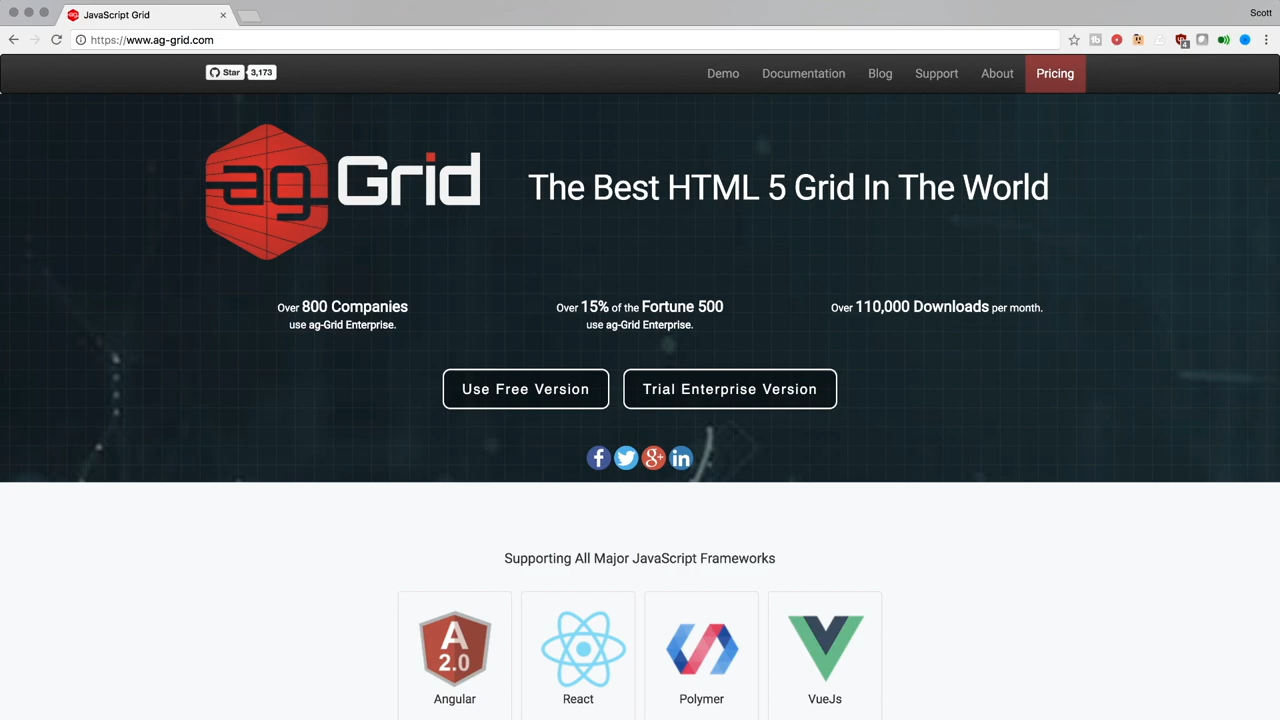 JavaScript Grid
Scott
https://www.ag-grid.com
Star 3,173
Demo Documentation Blog Support About Pricing
ag Grid
The Best HTML 5 Grid In The World
Over 800 Companies
use ag-Grid Enterprise.
Over 15% of the Fortune 500
use ag-Grid Enterprise.
Over 110,000 Downloads per month.
Use Free Version
Trial Enterprise Version
Supporting All Major JavaScript Frameworks
A
2.0
Angular
React
Polymer
VueJs